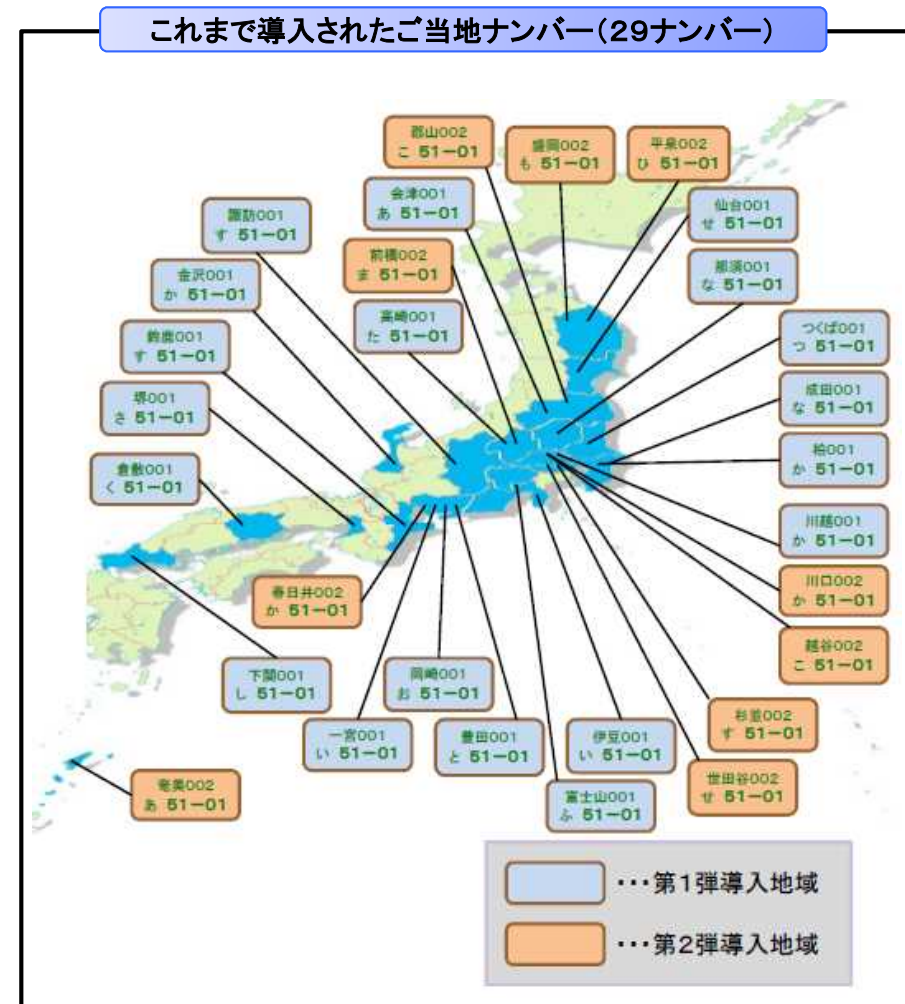 これまで導入されたご当地ナンバー(29ナンバー)
郡山002
こ 51－01
盛岡002
も 51－01
平泉002
ひ 51－01
会津001
あ 51－01
仙台001
せ 51－01
諏訪001
す 51－01
前橋002
ま 51－01
那須001
な 51－01
金沢001
か 51－01
高崎001
た 51－01
つくば001
つ 51－01
鈴鹿001
す 51－01
成田001
な 51－01
堺001
さ 51－01
柏001
か 51－01
倉敷001
く 51－01
川越001
か 51－01
川口002
か 51－01
春日井002
か 51－01
越谷002
こ 51－01
下関001
し 51－01
岡崎001
お 51－01
杉並002
す 51－01
一宮001
い 51－01
豊田001
と 51－01
伊豆001
い 51－01
世田谷002
せ 51－01
奄美002
あ 51－01
富士山001
ふ 51－01
･･･第1弾導入地域
･･･第2弾導入地域